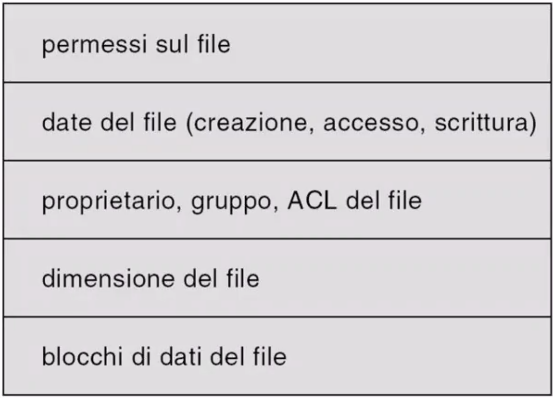 permessi sul file
date del file (creazione, accesso, scrittura)
proprietario, gruppo, ACL del file
dimensione del file
blocchi di dati del file